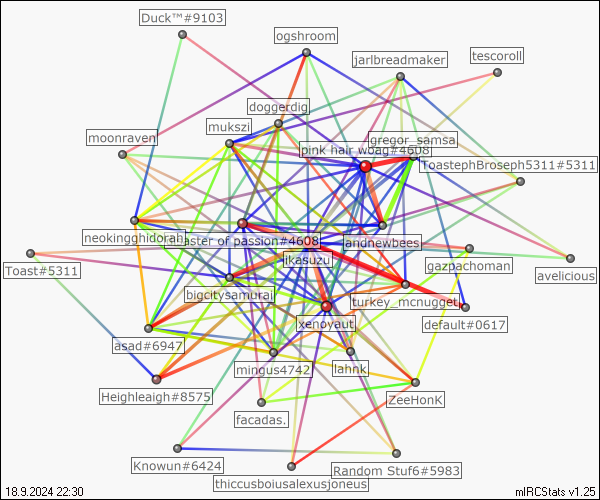 Duck™#9103
ogshroom
jarlbreadmaker
tescoroll
doggerdig
mukszi
gregor_samsa
moonraven
pink hair woag#4608
ToastephBroseph5311#5311
neokingghidorah
master of passion#4608
andnewbees
ikasuzu
gazpachoman
Toast#5311
avelicious
bigcitysamurai
turkey_mcnugget
xenoyaut
default#0617
asad#6947
mingus4742
lahnk
Heighleaigh#8575
ZeeHonK
facadas.
Knowun#6424
Random Stuf6#5983
thiccusboiusalexusjoneus
18.9.2024 22:30
mIRCStats v1.25